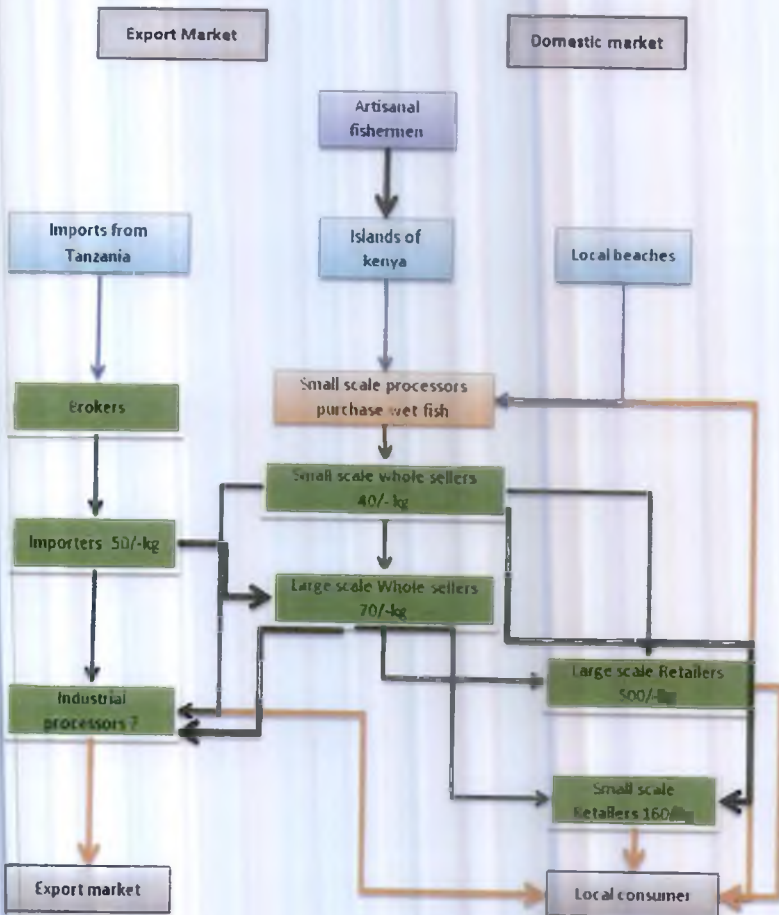 Export Market
Domestic market
Artisanal
fishermen
Imports from
Tanzania
Islands of
kenya
Local beaches
Brokers
Small scale processors
purchase wet fish
Small scale whole sellers
40/-kg
Importers 50/-kg
Large scale Whole sellers
70/-kg
Industrial
processors ?
Large scale Retailers
500/-
Small scale
Retailers 160/
Export market
Local consumer